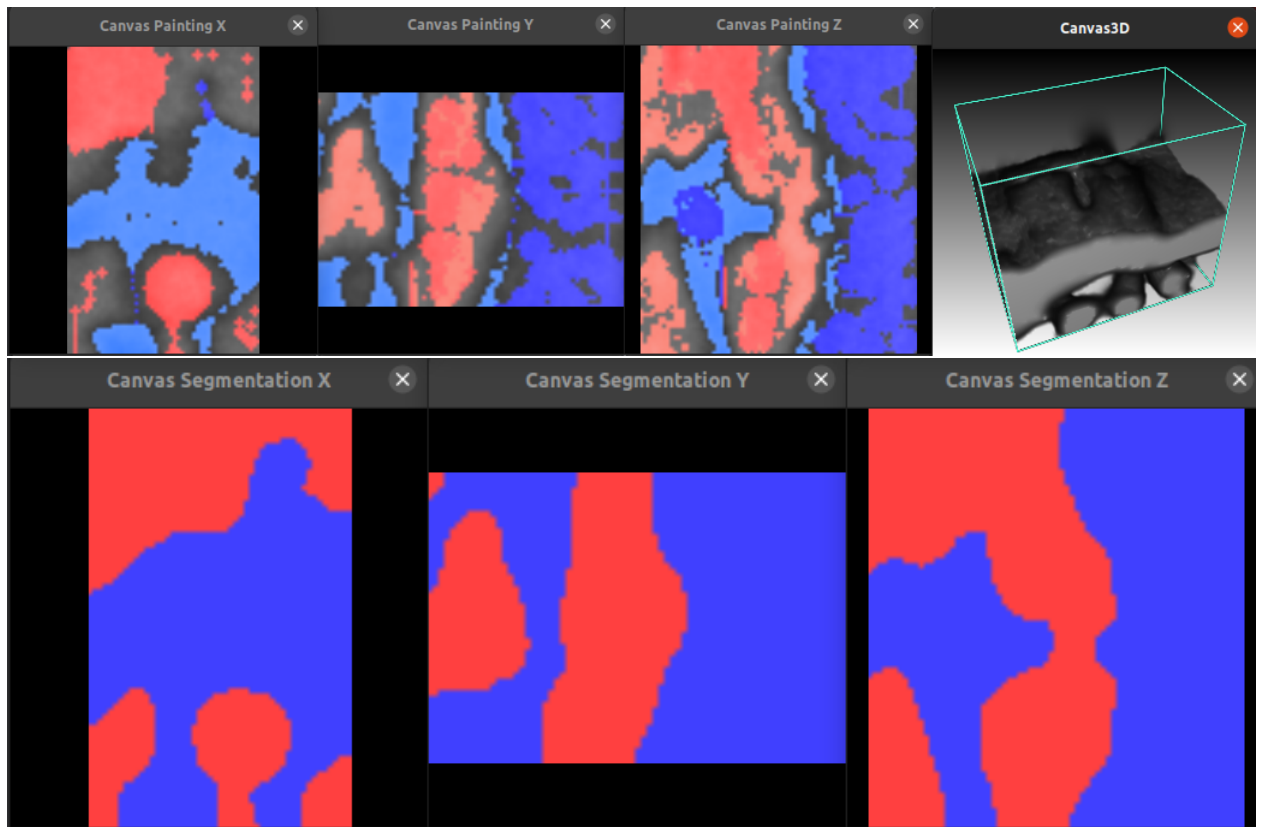 Canvas Painting X
Canvas Painting Y
Canvas Painting Z
Canvas3D
Canvas Segmentation X
Canvas Segmentation Y
Canvas Segmentation Z